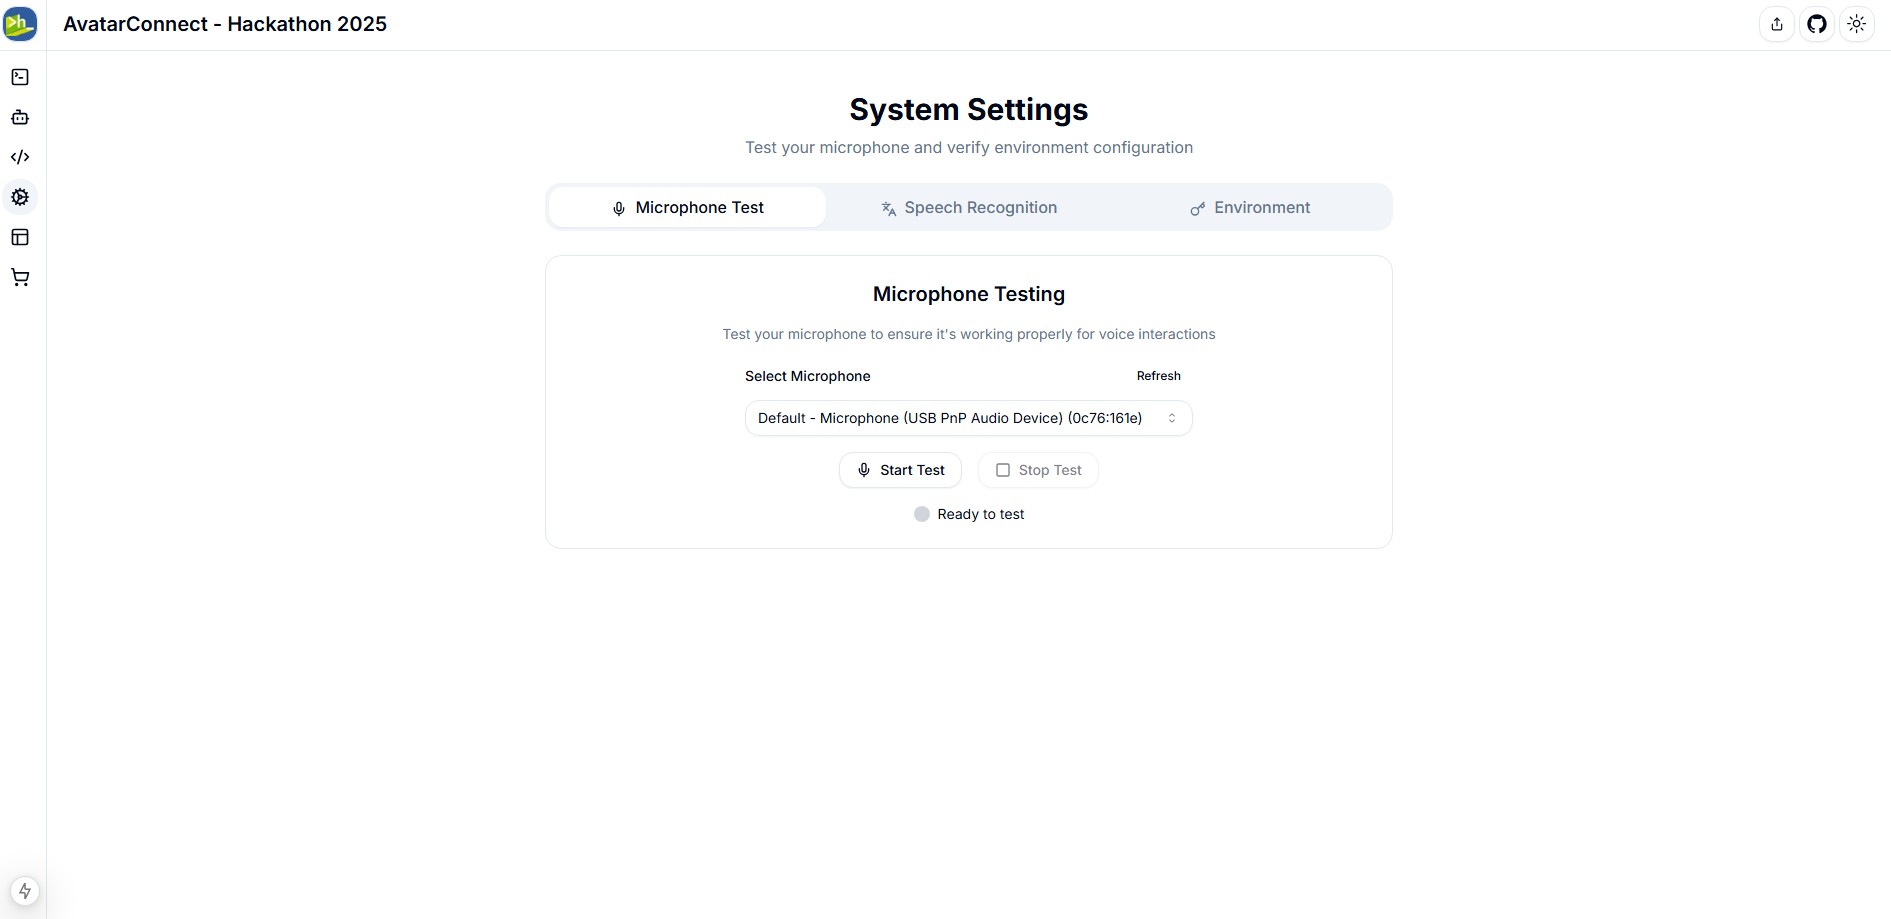 h
AvatarConnect - Hackathon 2025
System Settings
Test your microphone and verify environment configuration
Microphone Test
Speech Recognition
Environment
Microphone Testing
Test your microphone to ensure it's working properly for voice interactions
Select Microphone
Refresh
Default - Microphone (USB PnP Audio Device) (0c76:161e)
Start Test
Stop Test
Ready to test